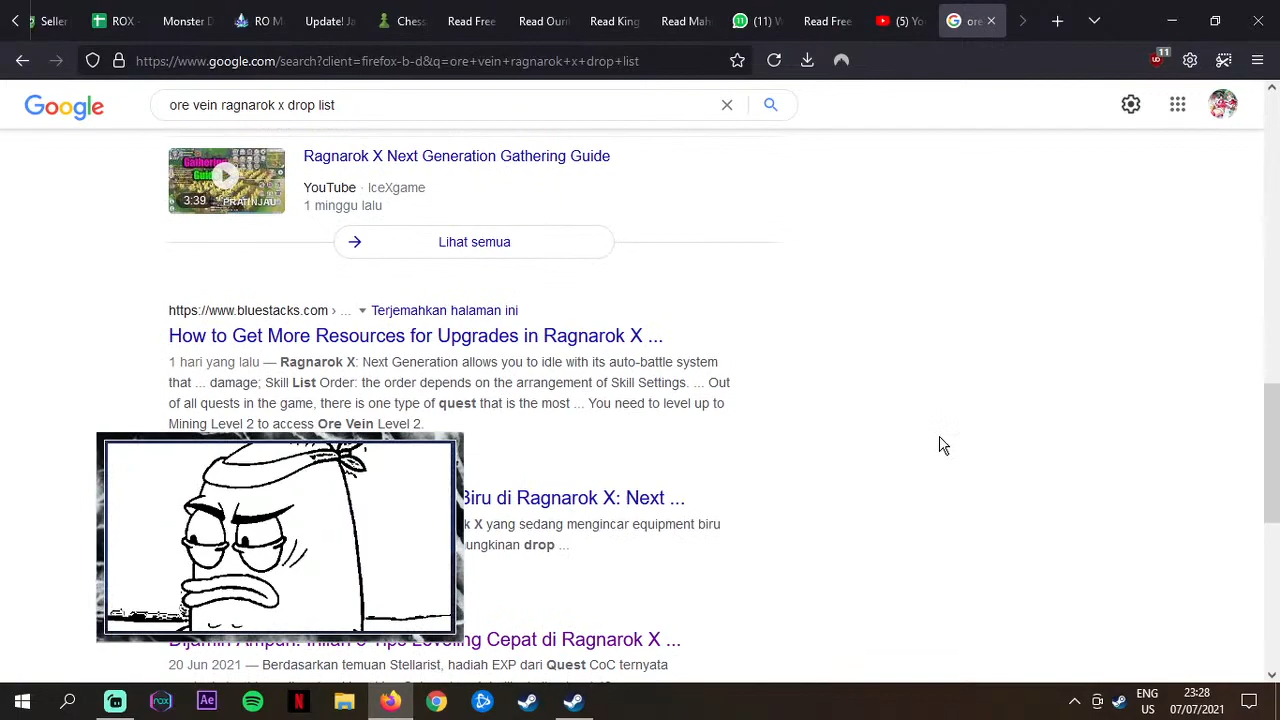 Seller
ROX -
Monster D
RO M
Update! Ja
Chess
Read Free
Read Ouri
Read King
Read Mah
(11) W
Read Free
(5) Yo
ore
https://www.google.com/search?client=firefox-b-d&q=ore+vein+ragnarok+x+drop+list
11
Google
ore vein ragnarok x drop list
Ragnarok X Next Generation Gathering Guide
YouTube · IceXgame
1 minggu lalu
3:39
PRATINJAU
Lihat semua
https://www.bluestacks.com › ... Terjemahkan halaman ini
How to Get More Resources for Upgrades in Ragnarok X ...
1 hari yang lalu — Ragnarok X: Next Generation allows you to idle with its auto-battle system
that ... damage; Skill List Order: the order depends on the arrangement of Skill Settings. ... Out
of all quests in the game, there is one type of quest that is the most ... You need to level up to
Mining Level 2 to access Ore Vein Level 2.
Biru di Ragnarok X: Next ...
k X yang sedang mengincar equipment biru
ungkinan drop ...
Dijamin Ampuh! Inilah 5 Tips Leveling Cepat di Ragnarok X ...
20 Jun 2021 — Berdasarkan temuan Stellarist, hadiah EXP dari Quest CoC ternyata
nox
Ae
N
ENG
US
23:28
07/07/2021